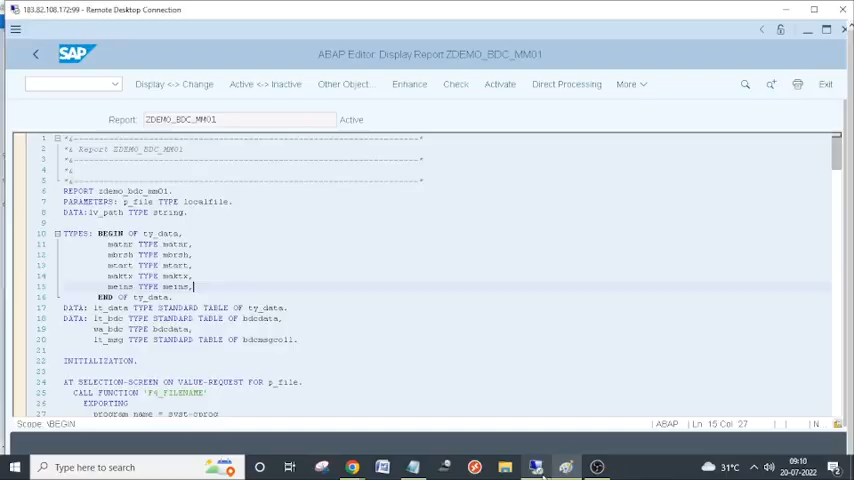 183.82.108.172:99 - Remote Desktop Connection
SAP
ABAP Editor: Display Report ZDEMO_BDC_MM01
Display <-> Change Active <-> Inactive Other Object... Enhance Check Activate Direct Processing More Exit
Report: ZDEMO_BDC_MM01 Active
1 *&---------------------------------------------------------------------*
2 *& Report ZDEMO_BDC_MM01
3 *&---------------------------------------------------------------------*
4 *&
5 *&---------------------------------------------------------------------*
6 REPORT zdemo_bdc_mm01.
7 PARAMETERS: p_file TYPE localfile.
8 DATA:lv_path TYPE string.
9
10 TYPES: BEGIN OF ty_data,
11 matnr TYPE matnr,
12 mbrsh TYPE mbrsh,
13 mtart TYPE mtart,
14 maktx TYPE maktx,
15 meins TYPE meins,
16 END OF ty_data.
17 DATA: lt_data TYPE STANDARD TABLE OF ty_data.
18 DATA: lt_bdc TYPE STANDARD TABLE OF bdcdata,
19 wa_bdc TYPE bdcdata,
20 lt_msg TYPE STANDARD TABLE OF bdcmsgcoll.
21
22 INITIALIZATION.
23
24 AT SELECTION-SCREEN ON VALUE-REQUEST FOR p_file.
25 CALL FUNCTION 'F4_FILENAME'
26 EXPORTING
27 program_name = syst-cprog
Scope: \BEGIN ABAP Ln 15 Col 27 N
Type here to search 31°C 09:10
20-07-2022 2